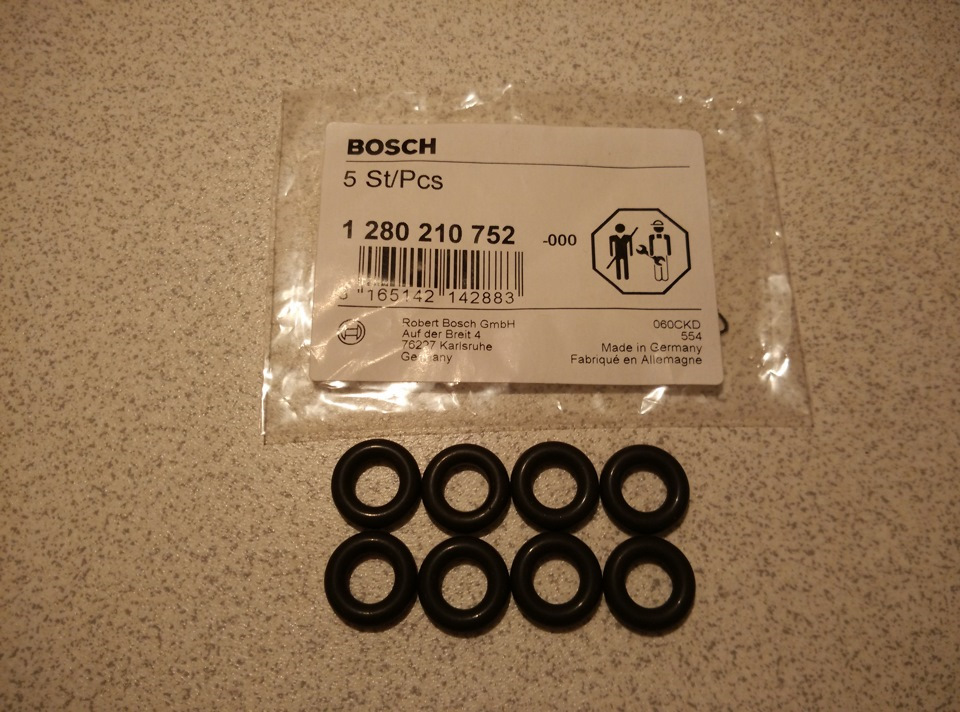 BOSCH
5 St/Pcs
1 280 210 752 -000
165142 142883
Robert Bosch GmbH
Auf der Breit 4
76227 Karlsruhe
Germany
060CKD
554
Made in Germany
Fabriqué en Allemagne